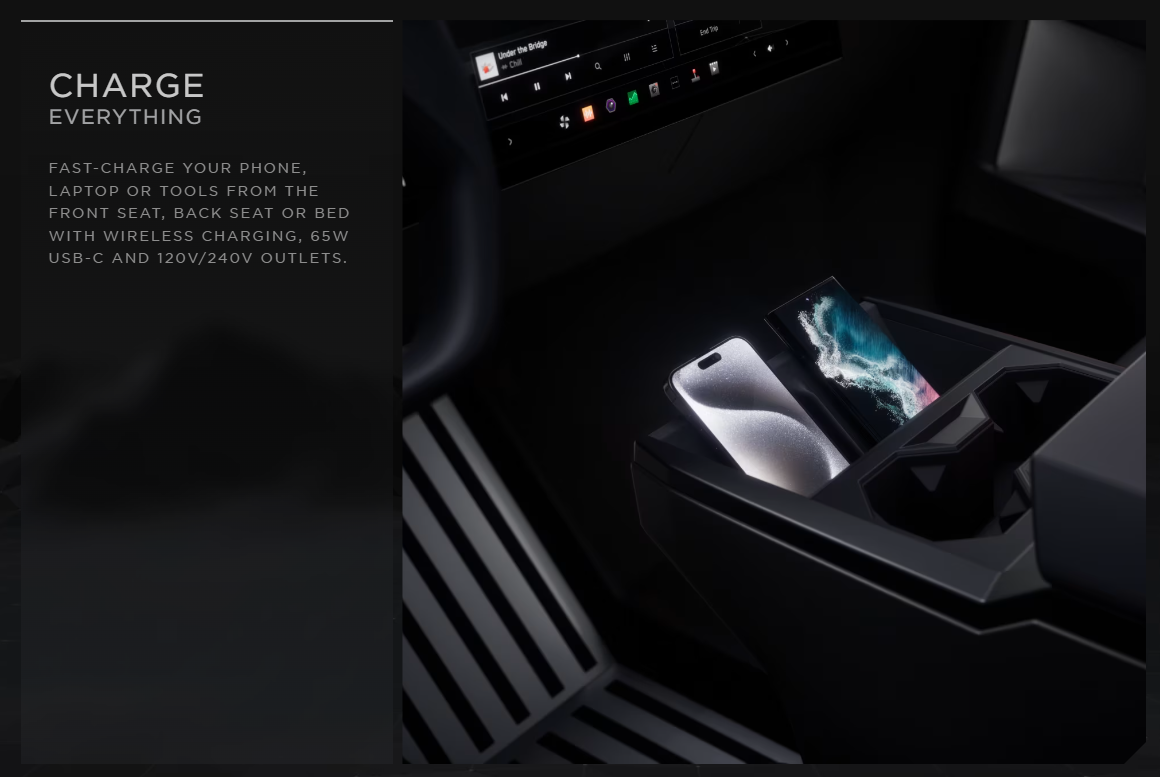 CHARGE
EVERYTHING
FAST-CHARGE YOUR PHONE,
LAPTOP OR TOOLS FROM THE
FRONT SEAT, BACK SEAT OR BED
WITH WIRELESS CHARGING, 65W
USB-C AND 120V/240V OUTLETS.
Under the Bridge
Chill
End Trip